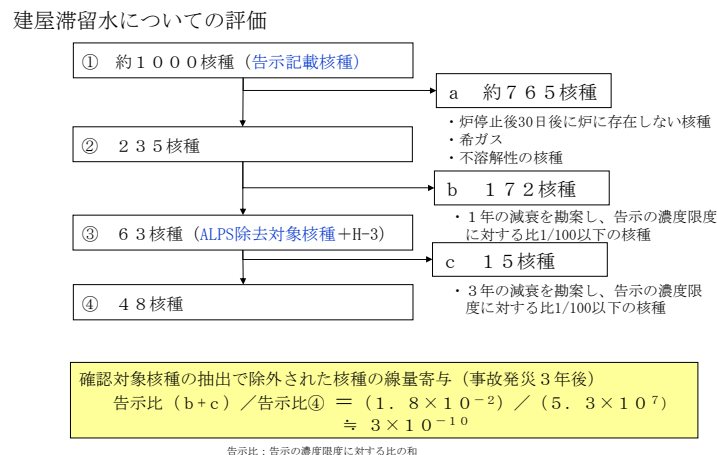 建屋滞留水についての評価
① 約1000核種（告示記載核種）
a 約765核種
・炉停止後30日後に炉に存在しない核種
・希ガス
・不溶解性の核種
② 235核種
b 172核種
・1年の減衰を勘案し、告示の濃度限度
に対する比1/100以下の核種
③ 63核種（ALPS除去対象核種＋H-3）
c 15核種
・3年の減衰を勘案し、告示の濃度限
度に対する比1/100以下の核種
④ 48核種
確認対象核種の抽出で除外された核種の線量寄与（事故発災3年後）
告示比（b+c）／告示比④ ＝（1．8×10⁻²）／（5．3×10⁷）
≒ 3×10⁻¹⁰
告示比：告示の濃度限度に対する比の和